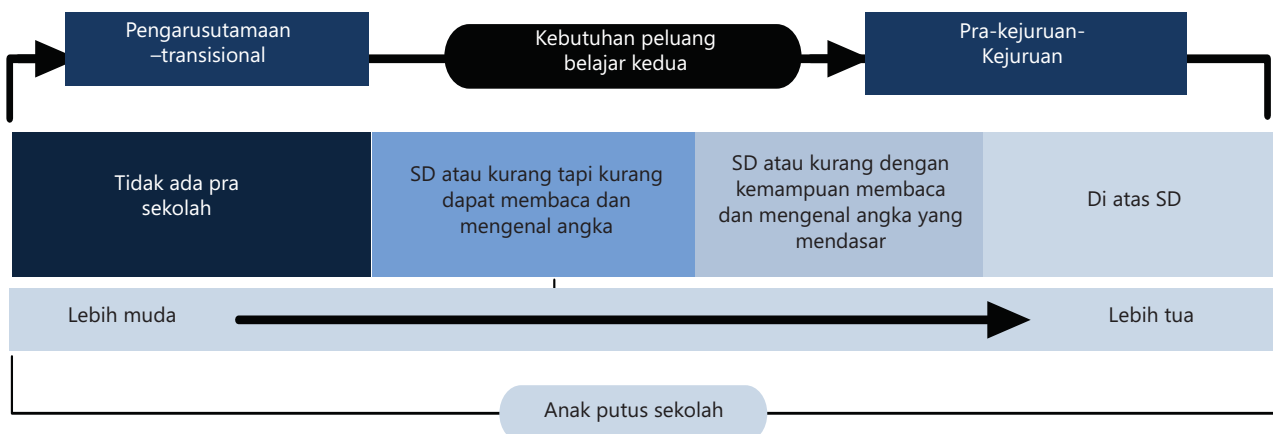 Pengarusutamaan
–transisional
Kebutuhan peluang
belajar kedua
Pra-kejuruan-
Kejuruan
Tidak ada pra
sekolah
SD atau kurang tapi kurang
dapat membaca dan
mengenal angka
SD atau kurang dengan
kemampuan membaca
dan mengenal angka yang
mendasar
Di atas SD
Lebih muda
Lebih tua
Anak putus sekolah